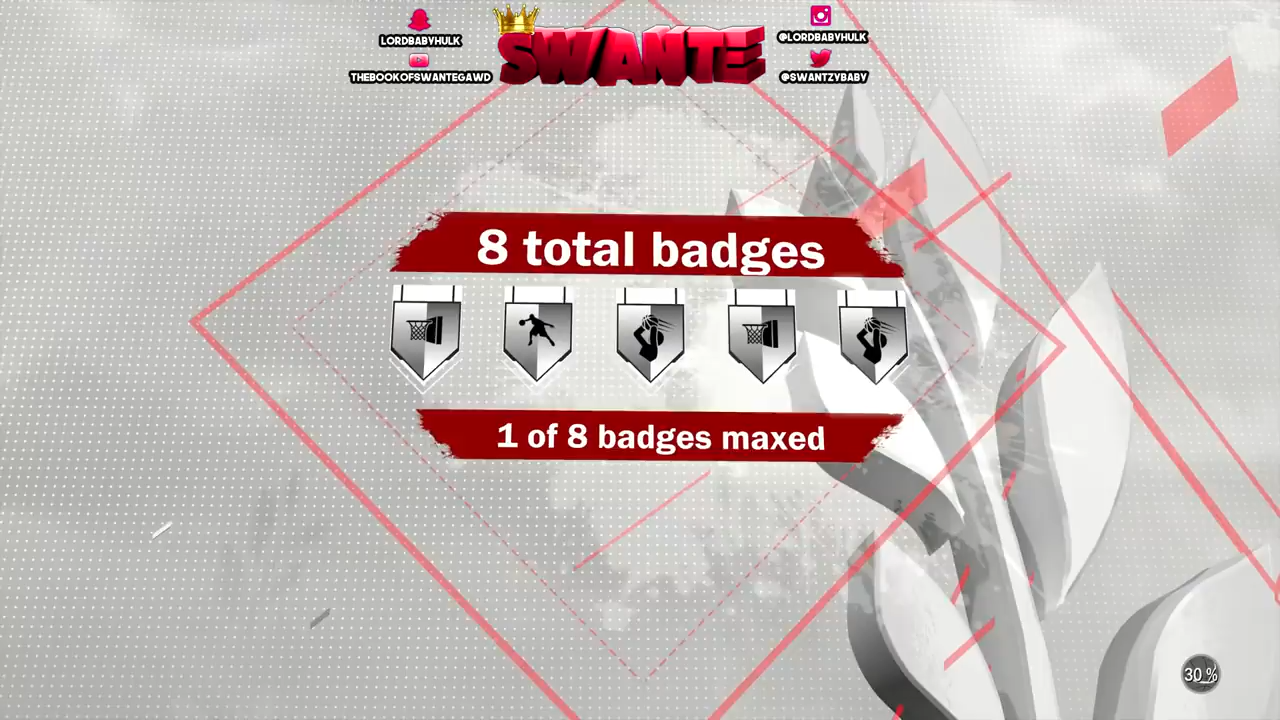 LORDBABYHULK
THEBOOKOFSWANTEGAWD
SWANTE
@LORDBABYHULK
@SWANTZYBABY
8 total badges
1 of 8 badges maxed
30 %